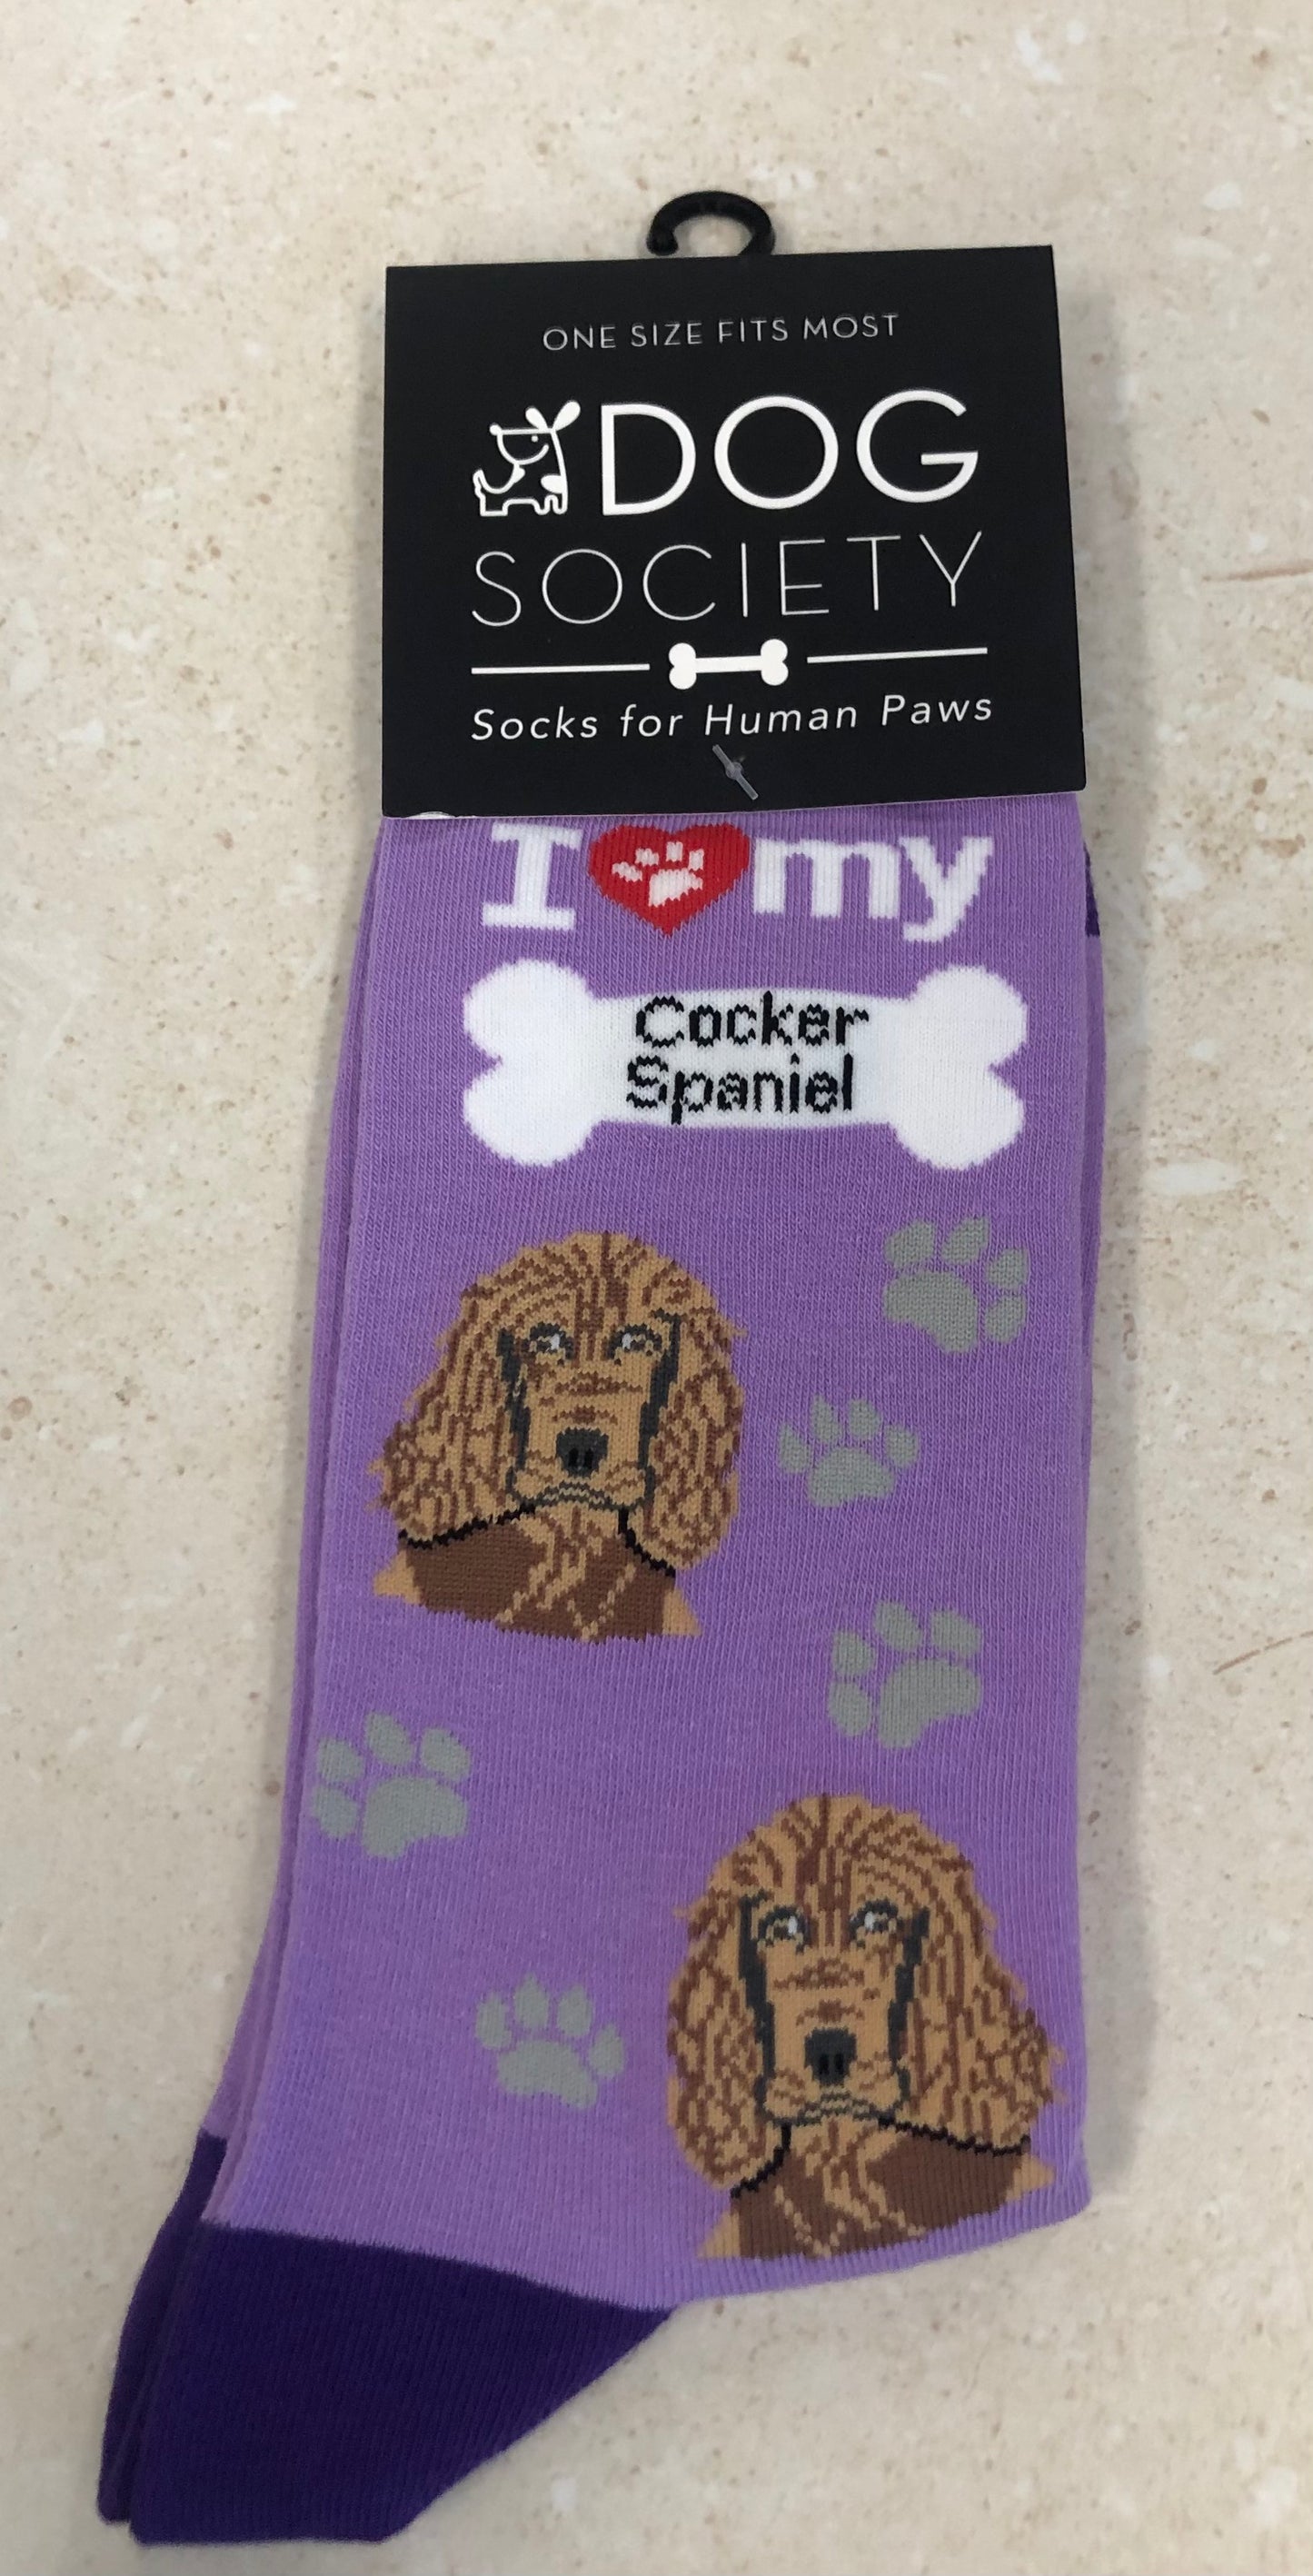 ONE SIZE FITS MOST
DOG
SOCIETY
Socks for Human Paws
I my
Cocker
Spaniel